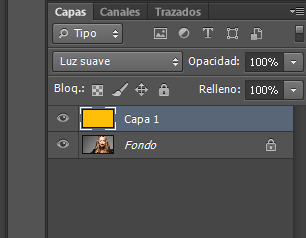 Capas Canales Trazados
Tipo
Luz suave Opacidad: 100%
Bloq.: Relleno: 100%
Capa 1
Fondo